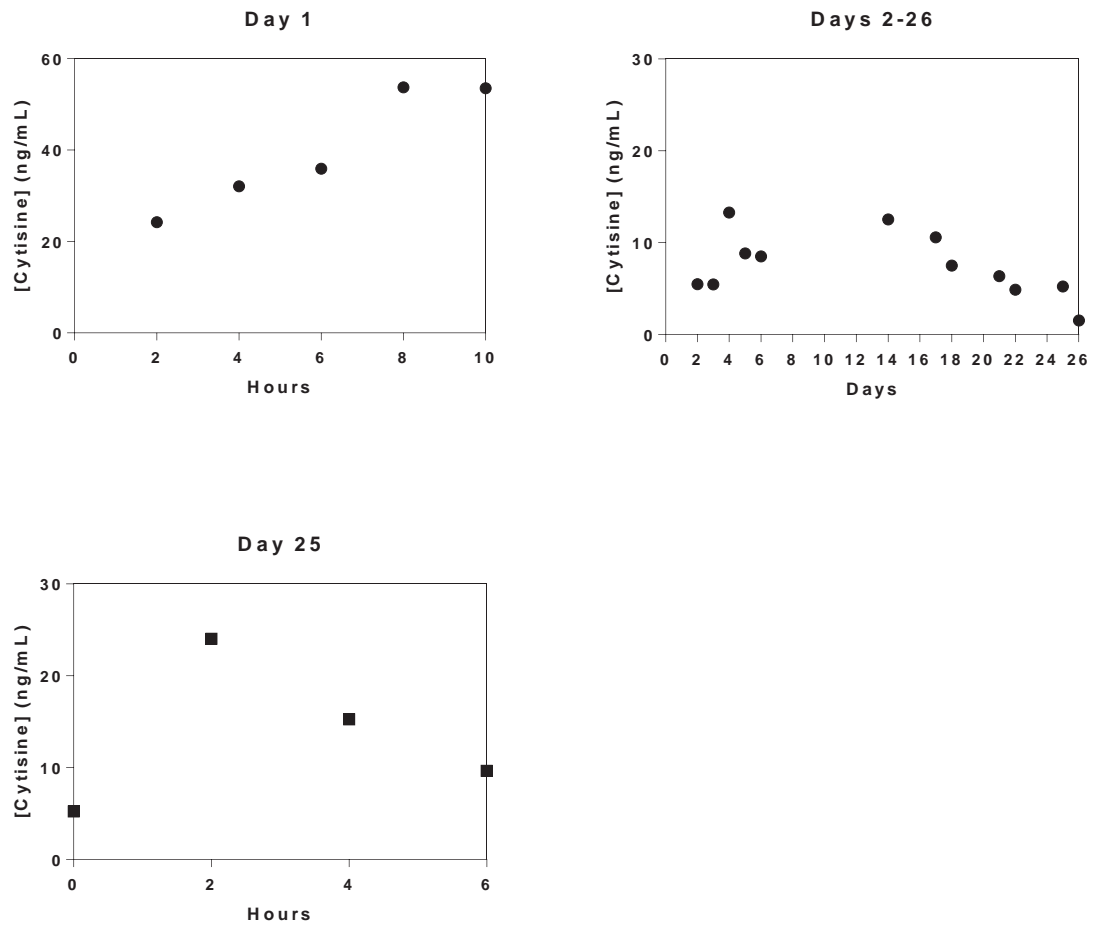 Day 1
60
40
20
0
[Cytisine] (ng/mL)
0 2 4 6 8 10
Hours
Days 2-26
30
20
10
0
[Cytisine] (ng/mL)
0 2 4 6 8 10 12 14 16 18 20 22 24 26
Days
Day 25
30
20
10
0
[Cytisine] (ng/mL)
0 2 4 6
Hours